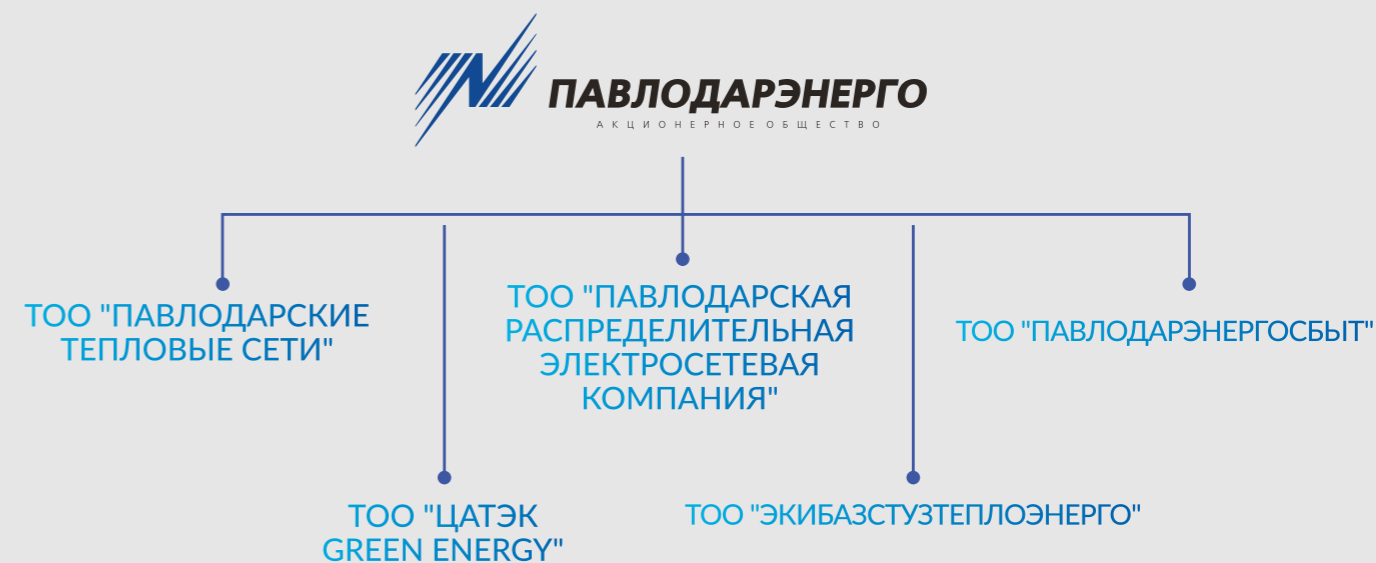 ПАВЛОДАРЭНЕРГО
АКЦИОНЕРНОЕ ОБЩЕСТВО
ТОО "ПАВЛОДАРСКИЕ
ТЕПЛОВЫЕ СЕТИ"
ТОО "ПАВЛОДАРСКАЯ
РАСПРЕДЕЛИТЕЛЬНАЯ
ЭЛЕКТРОСЕТЕВАЯ
КОМПАНИЯ"
ТОО "ПАВЛОДАРЭНЕРГОСБЫТ"
ТОО "ЦАТЭК
GREEN ENERGY"
ТОО "ЭКИБАЗСТУЗТЕПЛОЭНЕРГО"